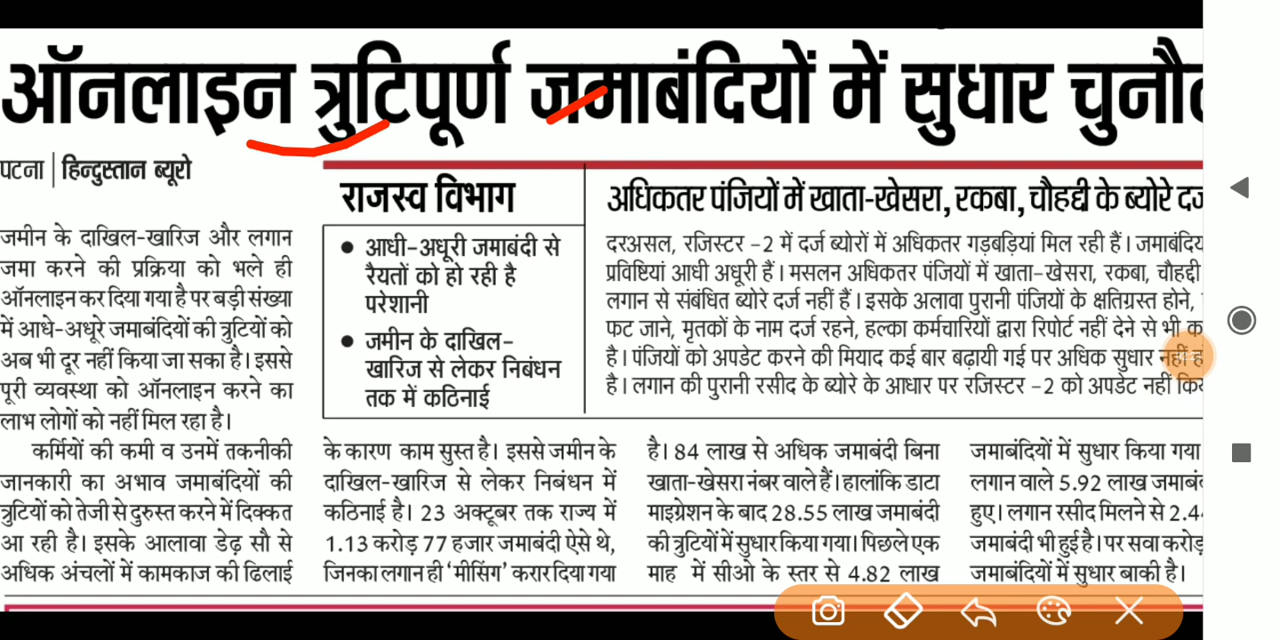 ऑनलाइन त्रुटिपूर्ण जमाबंदियों में सुधार
पटना | हिन्दुस्तान ब्यूरो
जमीन के दाखिल-खारिज और लगान
जमा करने की प्रक्रिया को भले ही
ऑनलाइन कर दिया गया है पर बड़ी संख्या
में आधे-अधूरे जमाबंदियों की त्रुटियों को
अब भी दूर नहीं किया जा सका है। इससे
पूरी व्यवस्था को ऑनलाइन करने का
लाभ लोगों को नहीं मिल रहा है।
कर्मियों की कमी व उनमें तकनीकी
जानकारी का अभाव जमाबंदियों की
त्रुटियों को तेजी से दुरुस्त करने में दिक्कत
आ रही है। इसके आलावा डेढ़ सौ से
अधिक अंचलों में कामकाज की ढिलाई
राजस्व विभाग
● आधी-अधूरी जमाबंदी से
रैयतों को हो रही है
परेशानी
● जमीन के दाखिल-
खारिज से लेकर निबंधन
तक में कठिनाई
अधिकतर पंजियों में खाता-खेसरा, रकबा, चौहद्दी के ब्योरे
दरअसल, रजिस्टर -2 में दर्ज ब्योरों में अधिकतर गड़बड़ियां मिल रही हैं।
प्रविष्टियां आधी अधूरी हैं। मसलन अधिकतर पंजियों में खाता-खेसरा, रकबा, चौहद्दी
लगान से संबंधित ब्योरे दर्ज नहीं हैं। इसके अलावा पुरानी पंजियों के क्षतिग्रस्त होने,
फट जाने, मृतकों के नाम दर्ज रहने, हल्का कर्मचारियों द्वारा रिपोर्ट नहीं देने से भी
है। पंजियों को अपडेट करने की मियाद कई बार बढ़ायी गई पर अधिक सुधार नहीं
है। लगान की पुरानी रसीद के ब्योरे के आधार पर रजिस्टर -2 को अपडेट नहीं
के कारण काम सुस्त है। इससे जमीन के
दाखिल-खारिज से लेकर निबंधन में
कठिनाई है। 23 अक्टूबर तक राज्य में
1.13 करोड़ 77 हजार जमाबंदी ऐसे थे,
जिनका लगान ही ‘मीसिंग’ करार दिया गया
है। 84 लाख से अधिक जमाबंदी बिना
खाता-खेसरा नंबर वाले हैं। हालांकि डाटा
माइग्रेशन के बाद 28.55 लाख जमाबंदी
की त्रुटियों में सुधार किया गया। पिछले एक
माह में सीओ के स्तर से 4.82 लाख
जमाबंदियों में सुधार किया गया
लगान वाले 5.92 लाख
हुए। लगान रसीद मिलने से
जमाबंदी भी हुई है। पर सवा करोड़
जमाबंदियों में सुधार बाकी है।